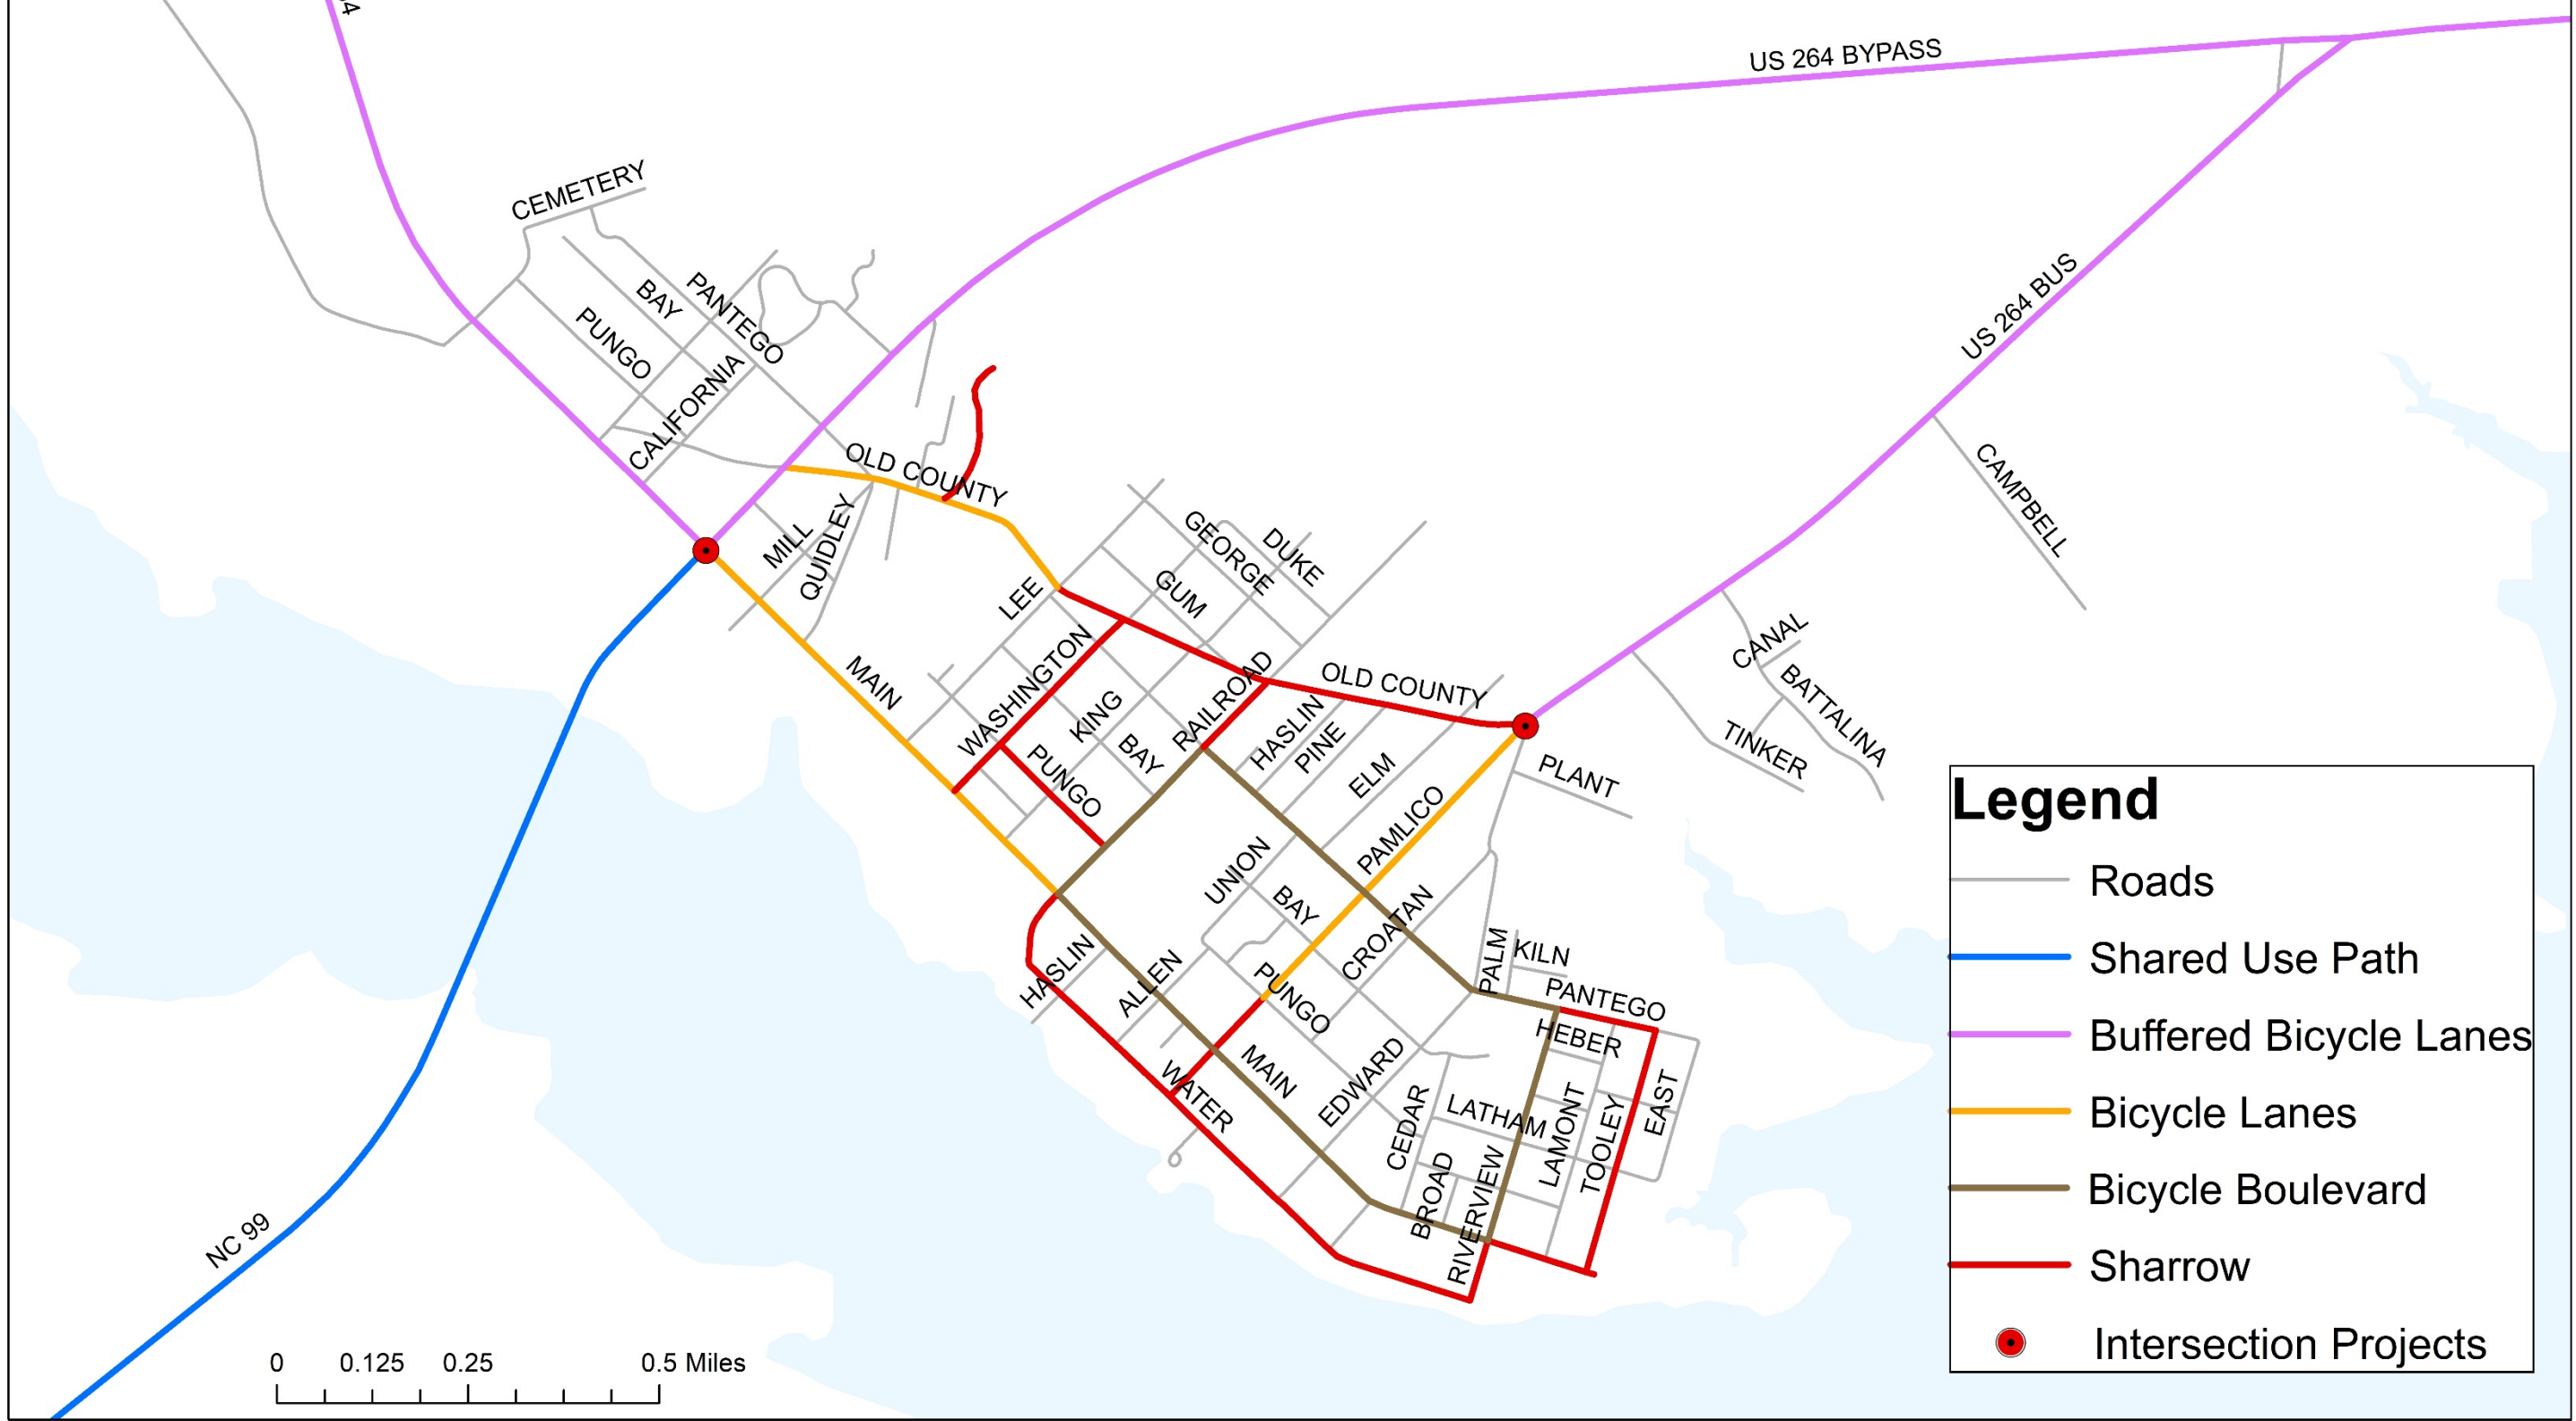 4
US 264 BYPASS
CEMETERY
US 264 BUS
PANTEGO
BAY
PUNGO
CALIFORNIA
OLD COUNTY
CAMPBELL
MILL
QUIDLEY
GEORGE
DUKE
GUM
LEE
CANAL
BATTALINA
TINKER
MAIN
WASHINGTON
RAILROAD
OLD COUNTY
KING
HASLIN
PINE
BAY
PUNGO
ELM
PLANT
PAMLICO
UNION
BAY
CROATAN
PALM
KILN
HASLIN
ALLEN
PUNGO
PANTEGO
HEBER
WATER
MAIN
EDWARD
CEDAR
LATHAM
LAMONT
TOOLEY
EAST
BROAD
RIVERVIEW
NC 99
Legend
Roads
Shared Use Path
Buffered Bicycle Lanes
Bicycle Lanes
Bicycle Boulevard
Sharrow
Intersection Projects
0 0.125 0.25 0.5 Miles